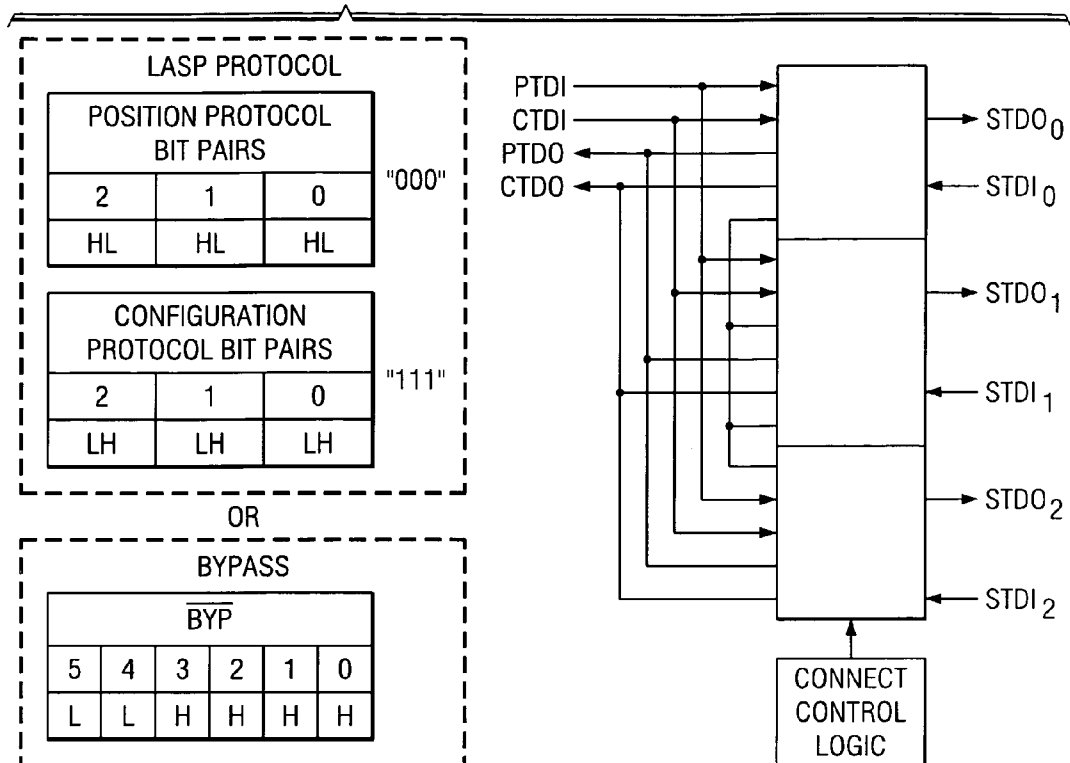 LASP PROTOCOL
POSITION PROTOCOL
BIT PAIRS
2 1 0
HL HL HL
"000"
CONFIGURATION
PROTOCOL BIT PAIRS
2 1 0
LH LH LH
"111"
OR
BYPASS
BYP
5 4 3 2 1 0
L L H H H H
PTDI
CTDI
PTDO
CTDO
STDO0
STDI0
STDO1
STDI1
STDO2
STDI2
CONNECT
CONTROL
LOGIC